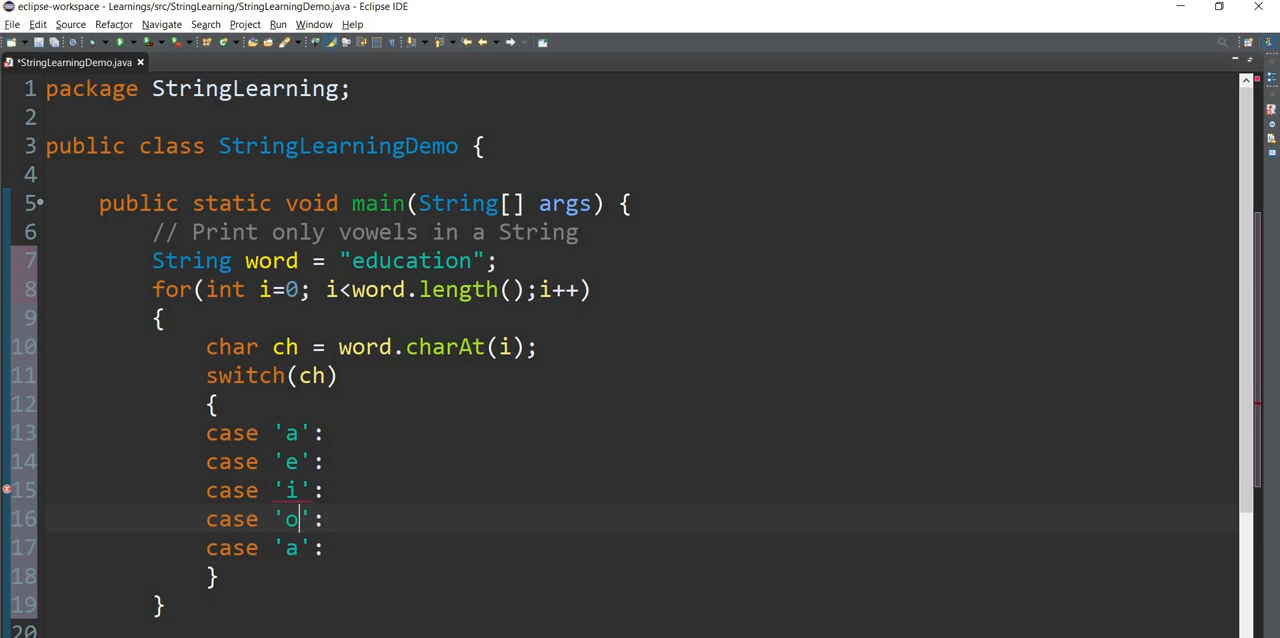 eclipse-workspace - Learnings/src/StringLearning/StringLearningDemo.java - Eclipse IDE
File Edit Source Refactor Navigate Search Project Run Window Help
*StringLearningDemo.java
1 package StringLearning;
2
3 public class StringLearningDemo {
4
5 public static void main(String[] args) {
6 // Print only vowels in a String
7 String word = "education";
8 for(int i=0; i<word.length();i++)
9 {
10 char ch = word.charAt(i);
11 switch(ch)
12 {
13 case 'a':
14 case 'e':
15 case 'i':
16 case 'o':
17 case 'a':
18 }
19 }
20